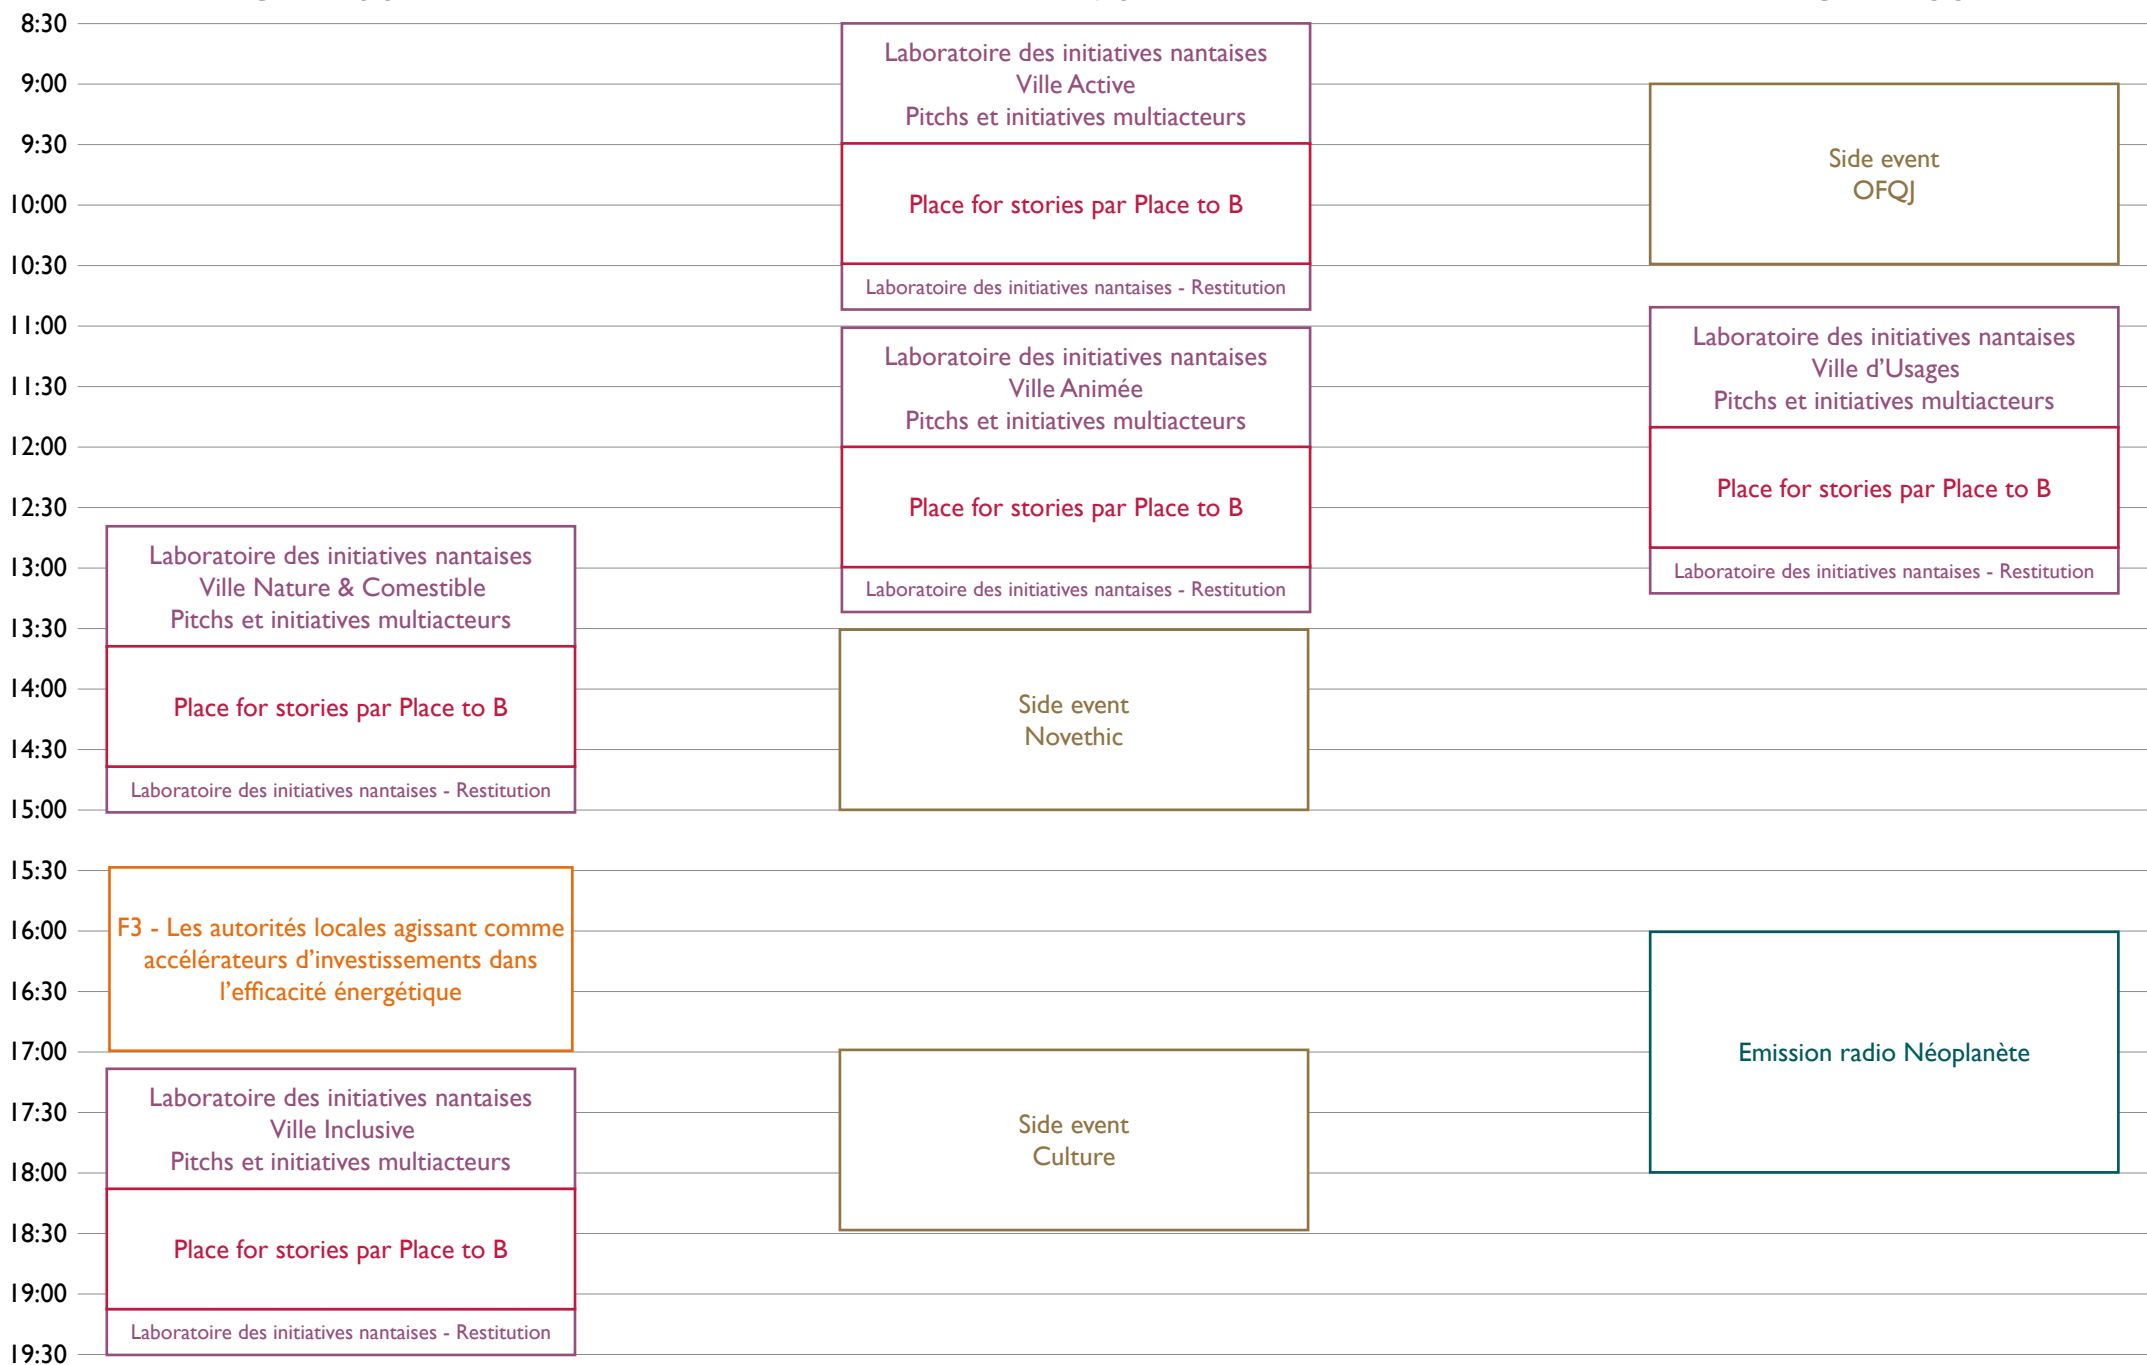 8:30
9:00
9:30
10:00
10:30
11:00
11:30
12:00
12:30
13:00
13:30
14:00
14:30
15:00
15:30
16:00
16:30
17:00
17:30
18:00
18:30
19:00
19:30
Laboratoire des initiatives nantaises
Ville Nature & Comestible
Pitchs et initiatives multiacteurs
Place for stories par Place to B
Laboratoire des initiatives nantaises - Restitution
F3 - Les autorités locales agissant comme
accélérateurs d'investissements dans
l'efficacité énergétique
Laboratoire des initiatives nantaises
Ville Inclusive
Pitchs et initiatives multiacteurs
Place for stories par Place to B
Laboratoire des initiatives nantaises - Restitution
Laboratoire des initiatives nantaises
Ville Active
Pitchs et initiatives multiacteurs
Place for stories par Place to B
Laboratoire des initiatives nantaises - Restitution
Laboratoire des initiatives nantaises
Ville Animée
Pitchs et initiatives multiacteurs
Place for stories par Place to B
Laboratoire des initiatives nantaises - Restitution
Side event
Novethic
Side event
Culture
Side event
OFQJ
Laboratoire des initiatives nantaises
Ville d'Usages
Pitchs et initiatives multiacteurs
Place for stories par Place to B
Laboratoire des initiatives nantaises - Restitution
Emission radio Néoplanète